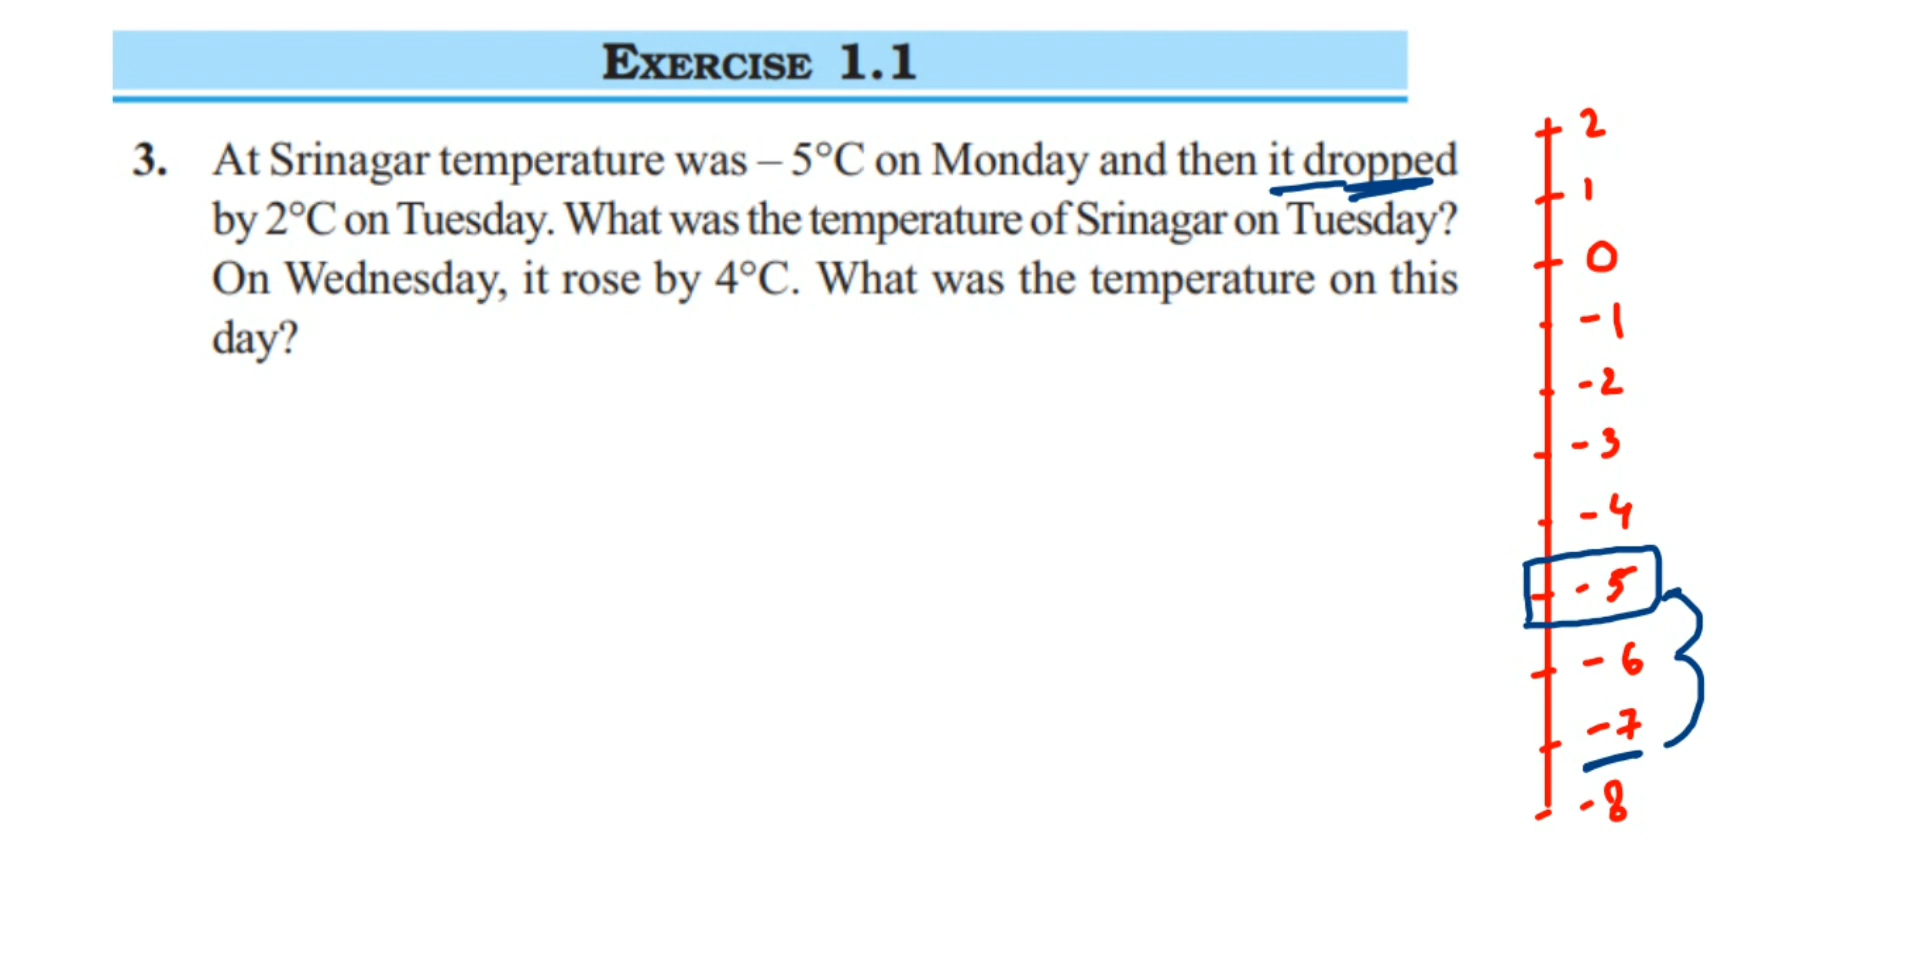 EXERCISE 1.1
3. At Srinagar temperature was – 5°C on Monday and then it dropped
by 2°C on Tuesday. What was the temperature of Srinagar on Tuesday?
On Wednesday, it rose by 4°C. What was the temperature on this
day?
2
1
0
-1
-2
-3
-4
-5
-6
-7
-8